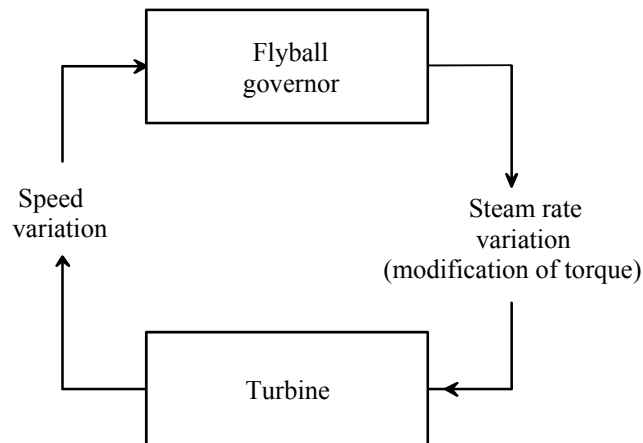 Flyball
governor
Speed
variation
Steam rate
variation
(modification of torque)
Turbine